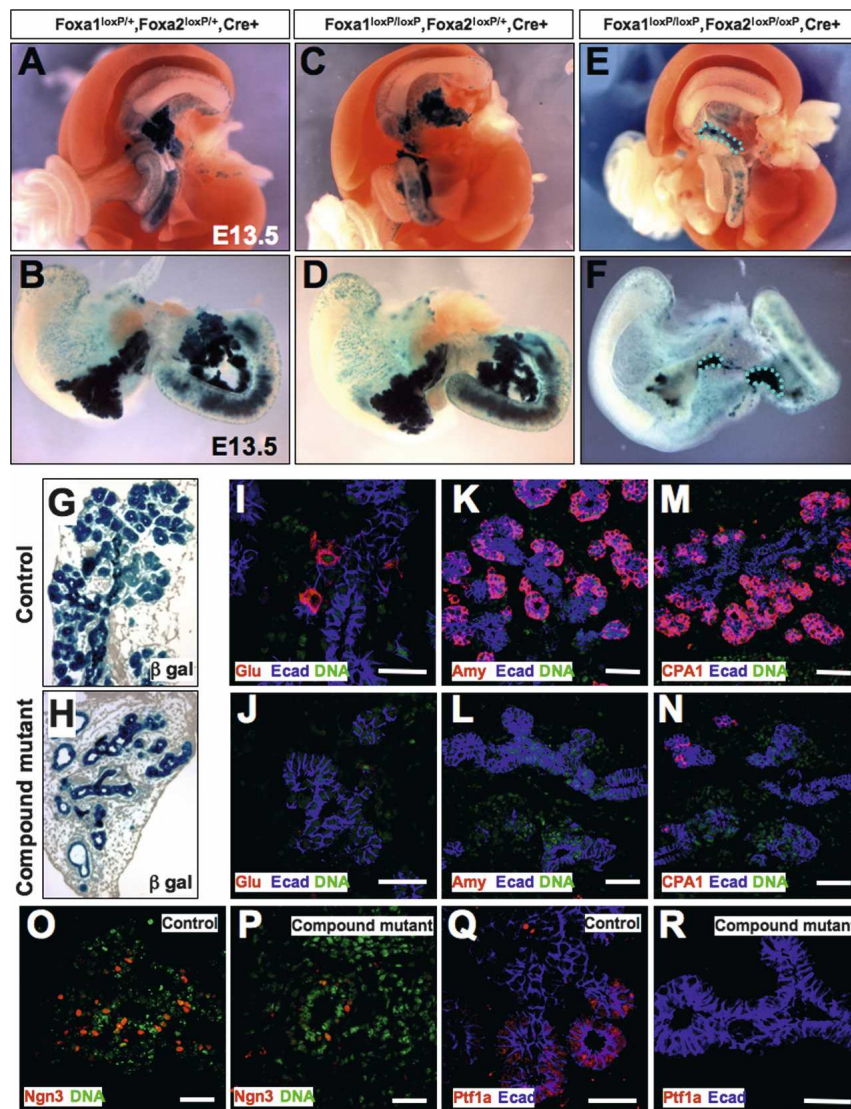 Foxa1loxP/+,Foxa2loxP/+,Cre+
Foxa1loxP/loxP,Foxa2loxP/+,Cre+
Foxa1loxP/loxP,Foxa2loxP/oxP,Cre+
A
C
E
E13.5
B
D
F
E13.5
Control
G
I
K
M
β gal
Glu Ecad DNA
Amy Ecad DNA
CPA1 Ecad DNA
Compound mutant
H
J
L
N
β gal
Glu Ecad DNA
Amy Ecad DNA
CPA1 Ecad DNA
O
Control
P
Compound mutant
Q
Control
R
Compound mutant
Ngn3 DNA
Ngn3 DNA
Ptf1a Ecad
Ptf1a Ecad